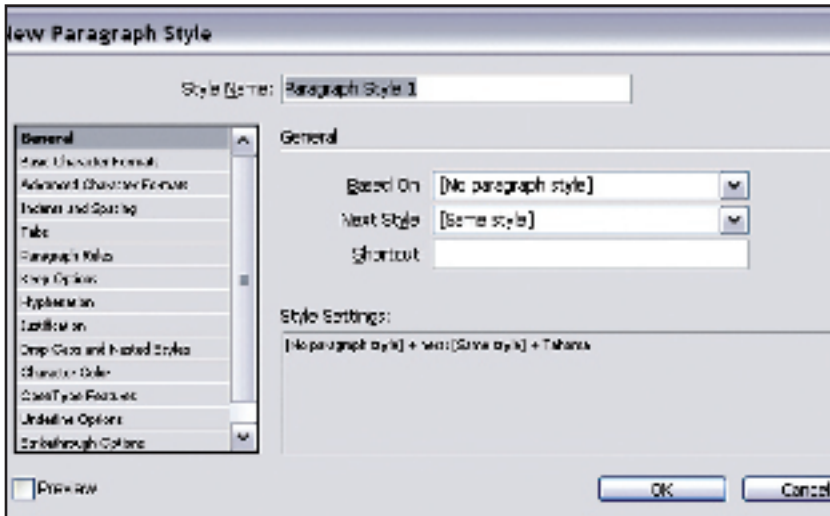 New Paragraph Style
Style Name: Paragraph Style 1
General
Basic Character Formats
Advanced Character Formats
Indents and Spacing
Tabs
Paragraph Rules
Keep Options
Hyphenation
Justification
Drop Caps and Nested Styles
Character Color
OpenType Features
Underline Options
Strikethrough Options
General
Based On [No paragraph style]
Next Style [Same style]
Shortcut
Style Settings:
[No paragraph style] + next: [Same style] + Tahoma
Preview
OK
Cancel